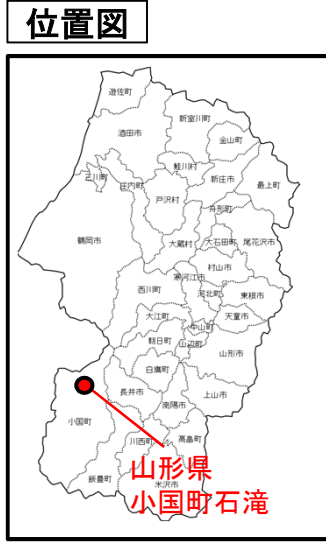 位置図
遊佐町
新室川町
酒田市
金山町
鮭川村
庄内町
新庄市
最上町
戸沢村
舟形町
鶴岡市
大蔵村
大石田町
尾花沢市
村山市
寒河江市
西川町
河北町
東根市
大江町
天童市
中山町
朝日町
山辺町
山形市
白鷹町
長井市
上山市
南陽市
小国町
川西町
高畠町
飯豊町
米沢市
山形県
小国町石滝